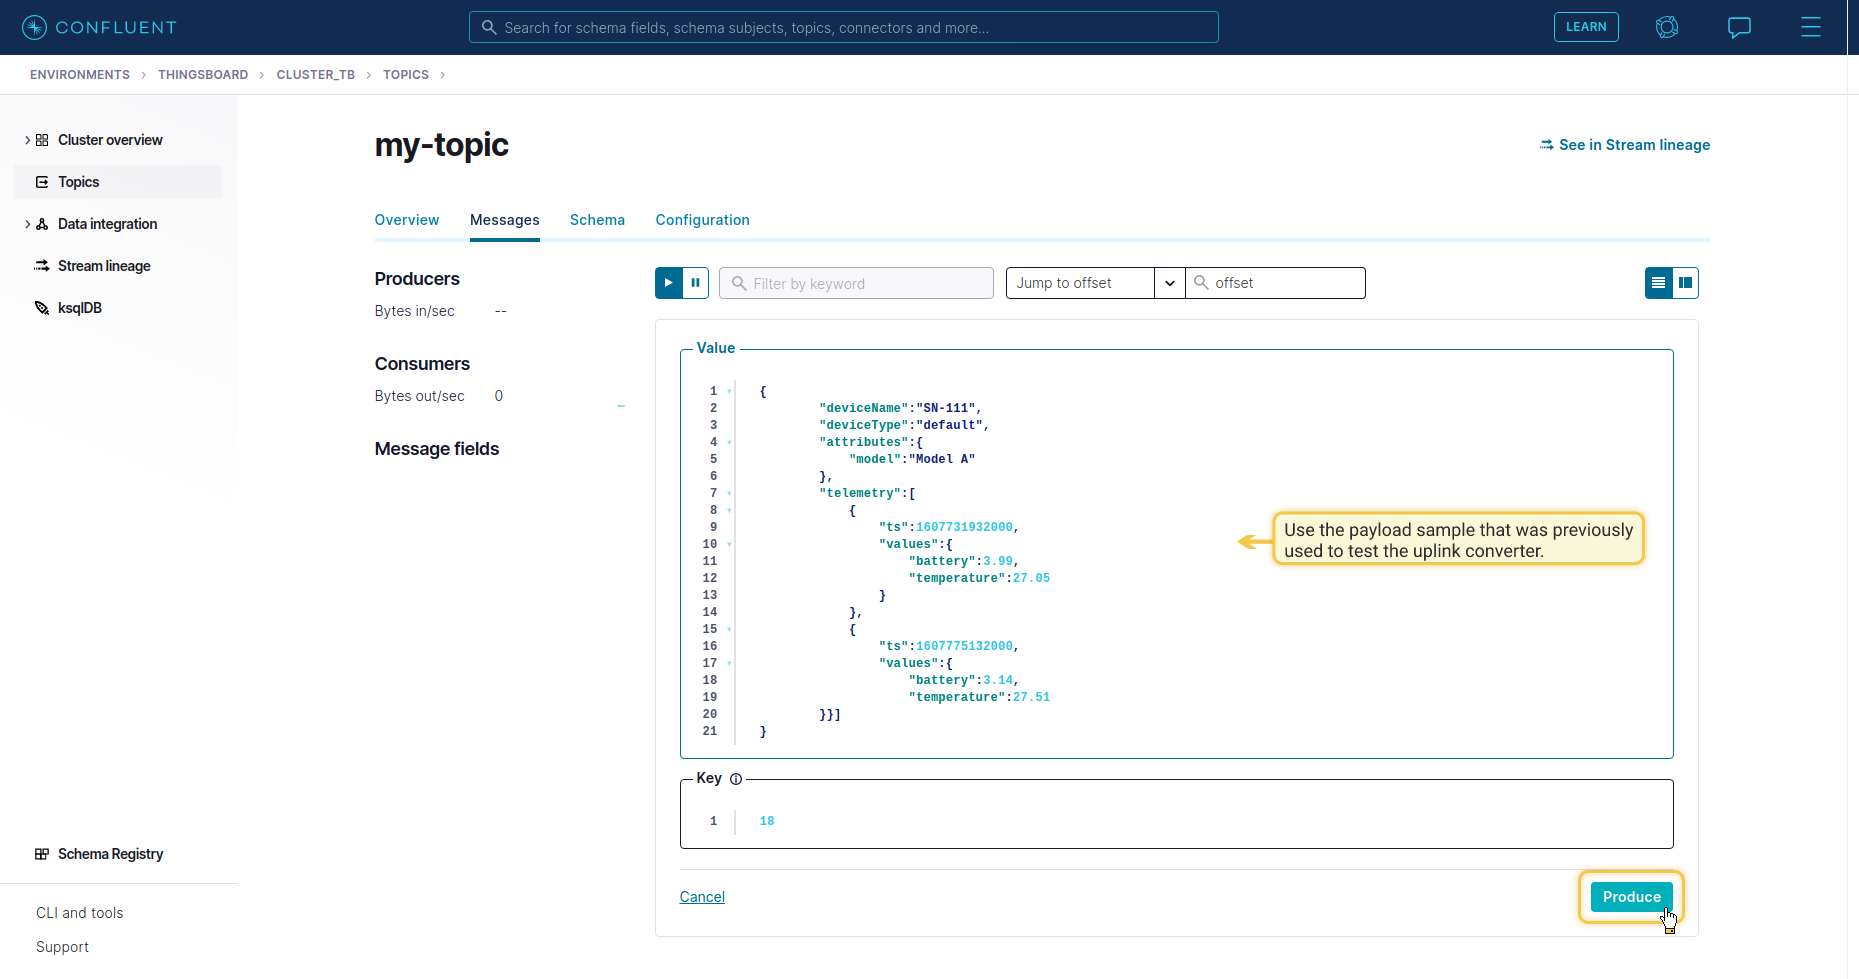 CONFLUENT
Search for schema fields, schema subjects, topics, connectors and more...
LEARN
ENVIRONMENTS > THINGSBOARD > CLUSTER_TB > TOPICS >
Cluster overview
Topics
Data integration
Stream lineage
ksqlDB
Schema Registry
CLI and tools
Support
my-topic
See in Stream lineage
Overview Messages Schema Configuration
Producers
Bytes in/sec --
Consumers
Bytes out/sec 0
Message fields
Filter by keyword
Jump to offset
offset
Value
1 {
2 "deviceName":"SN-111",
3 "deviceType":"default",
4 "attributes":{
5 "model":"Model A"
6 },
7 "telemetry":[
8 {
9 "ts":1607731932000,
10 "values":{
11 "battery":3.99,
12 "temperature":27.05
13 }
14 },
15 {
16 "ts":1607775132000,
17 "values":{
18 "battery":3.14,
19 "temperature":27.51
20 }}]
21 }
Use the payload sample that was previously
used to test the uplink converter.
Key
1 18
Cancel
Produce